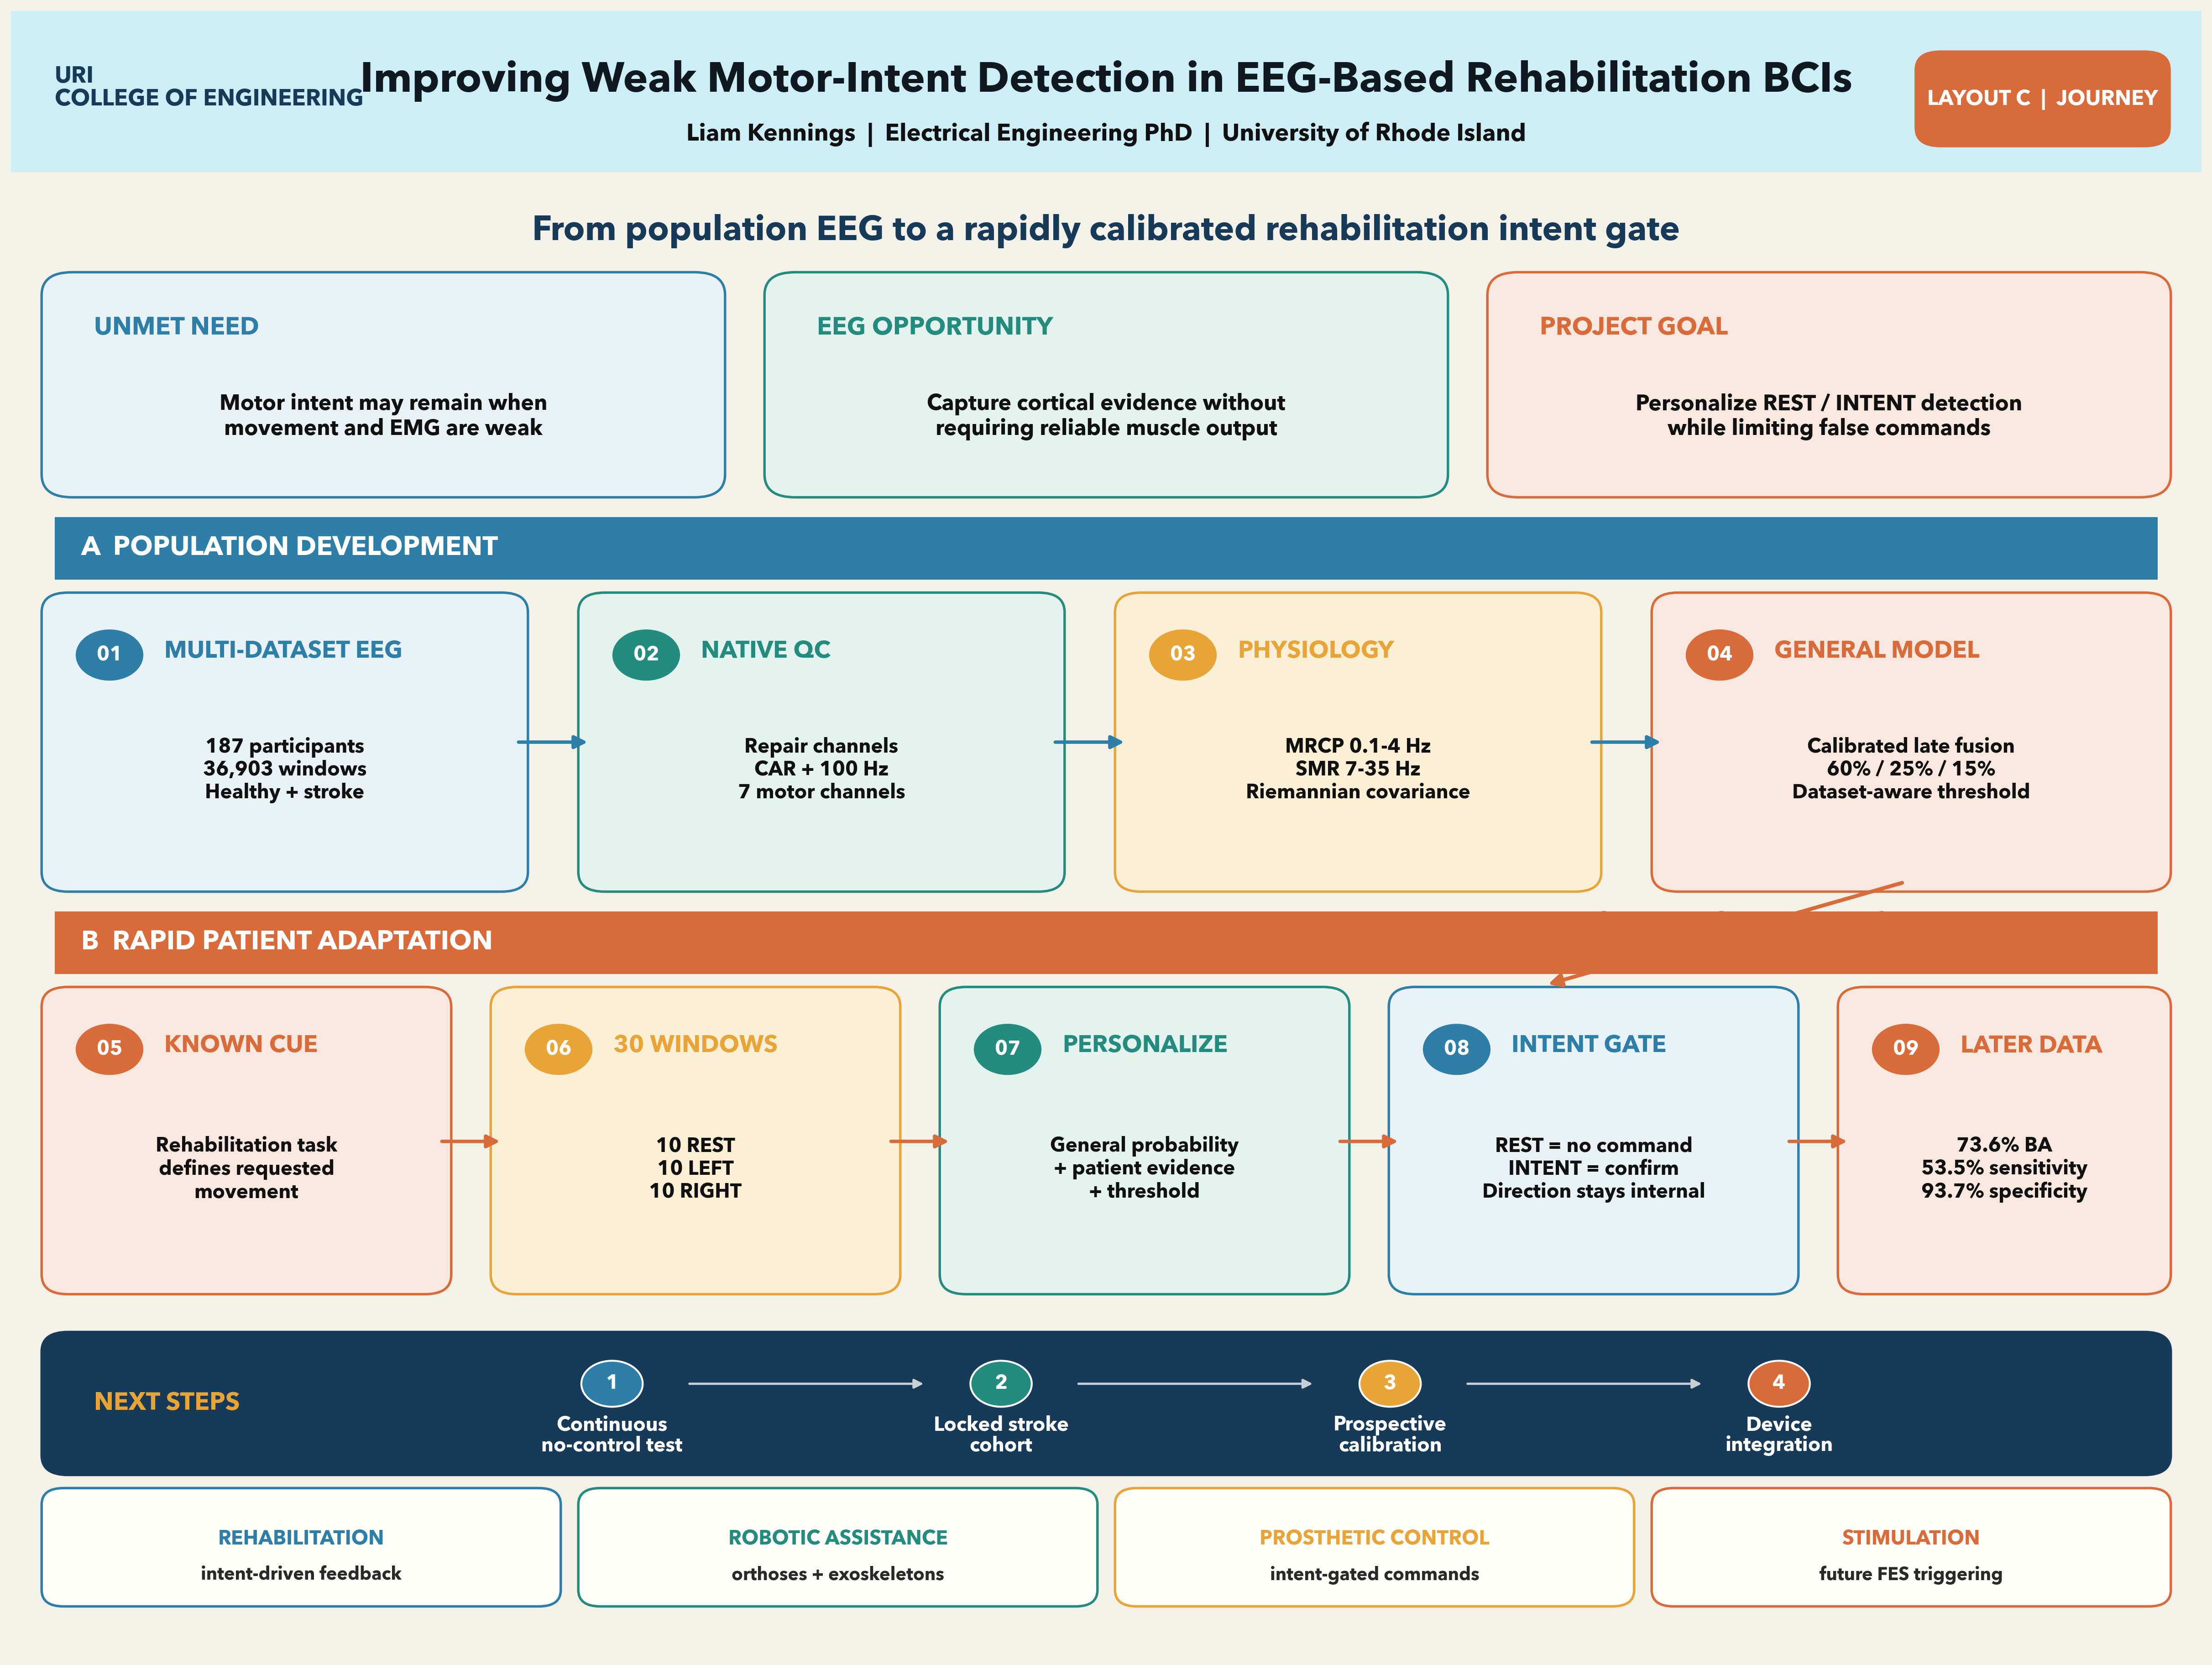 URI
COLLEGE OF ENGINEERING
Improving Weak Motor-Intent Detection in EEG-Based Rehabilitation BCIs
Liam Kennings | Electrical Engineering PhD | University of Rhode Island
LAYOUT C | JOURNEY
From population EEG to a rapidly calibrated rehabilitation intent gate
UNMET NEED
Motor intent may remain when
movement and EMG are weak
EEG OPPORTUNITY
Capture cortical evidence without
requiring reliable muscle output
PROJECT GOAL
Personalize REST / INTENT detection
while limiting false commands
A POPULATION DEVELOPMENT
01 MULTI-DATASET EEG
187 participants
36,903 windows
Healthy + stroke
02 NATIVE QC
Repair channels
CAR + 100 Hz
7 motor channels
03 PHYSIOLOGY
MRCP 0.1-4 Hz
SMR 7-35 Hz
Riemannian covariance
04 GENERAL MODEL
Calibrated late fusion
60% / 25% / 15%
Dataset-aware threshold
B RAPID PATIENT ADAPTATION
05 KNOWN CUE
Rehabilitation task
defines requested
movement
06 30 WINDOWS
10 REST
10 LEFT
10 RIGHT
07 PERSONALIZE
General probability
+ patient evidence
+ threshold
08 INTENT GATE
REST = no command
INTENT = confirm
Direction stays internal
09 LATER DATA
73.6% BA
53.5% sensitivity
93.7% specificity
NEXT STEPS
1
Continuous
no-control test
2
Locked stroke
cohort
3
Prospective
calibration
4
Device
integration
REHABILITATION
intent-driven feedback
ROBOTIC ASSISTANCE
orthoses + exoskeletons
PROSTHETIC CONTROL
intent-gated commands
STIMULATION
future FES triggering